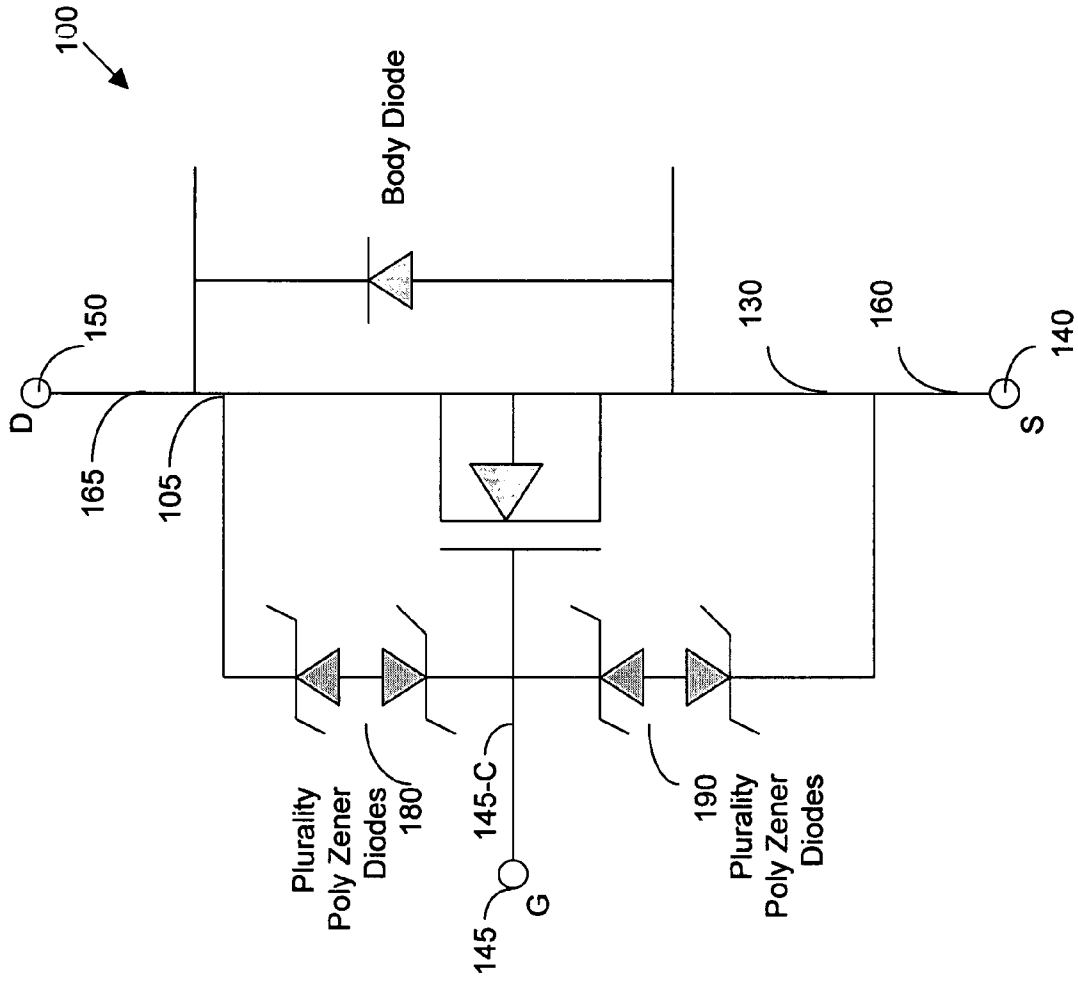 100
D
150
165
105
Body Diode
Plurality
Poly Zener
Diodes
180
145-C
145
G
190
Plurality
Poly Zener
Diodes
130
160
S
140